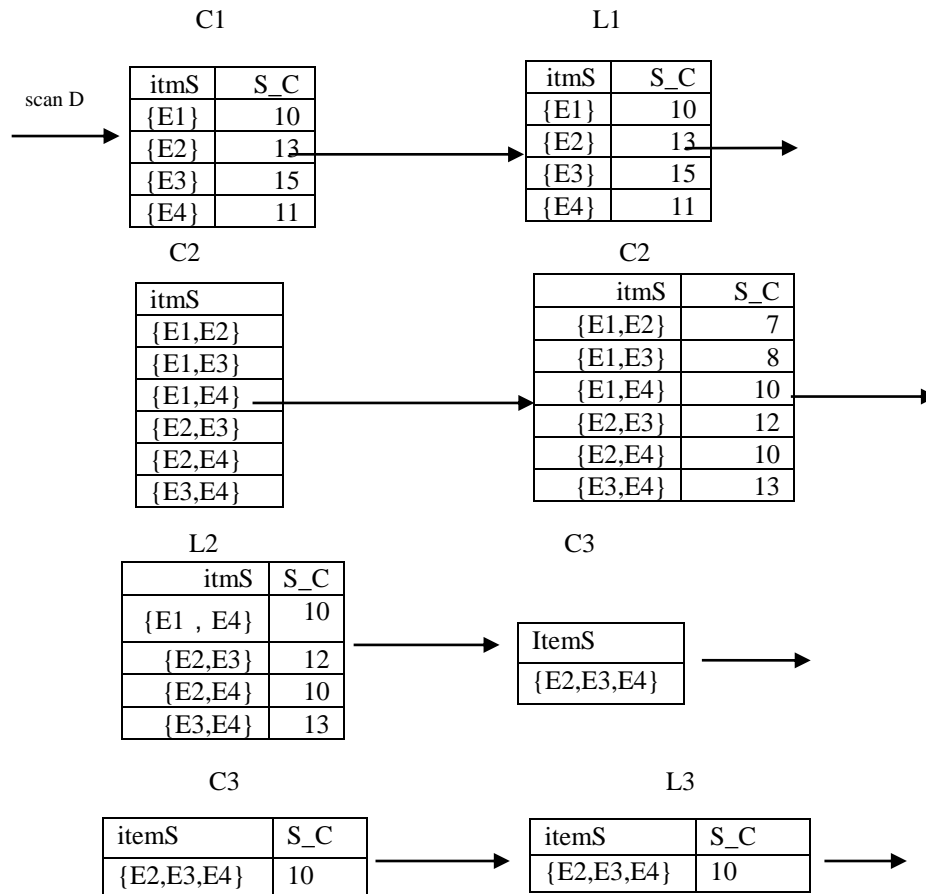 C1 L1
scan D
itmS S_C
{E1} 10
{E2} 13
{E3} 15
{E4} 11
itmS S_C
{E1} 10
{E2} 13
{E3} 15
{E4} 11
C2 C2
itmS
{E1,E2}
{E1,E3}
{E1,E4}
{E2,E3}
{E2,E4}
{E3,E4}
itmS S_C
{E1,E2} 7
{E1,E3} 8
{E1,E4} 10
{E2,E3} 12
{E2,E4} 10
{E3,E4} 13
L2 C3
itmS S_C
{E1 , E4} 10
{E2,E3} 12
{E2,E4} 10
{E3,E4} 13
ItemS
{E2,E3,E4}
C3 L3
itemS S_C
{E2,E3,E4} 10
itemS S_C
{E2,E3,E4} 10